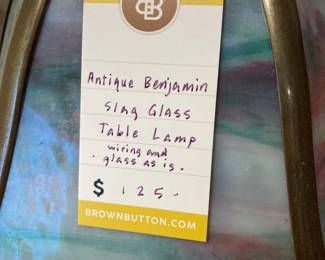 Antique Benjamin
Slag Glass
Table Lamp
wiring and
. glass as is .
$ 125-
BROWNBUTTON.COM